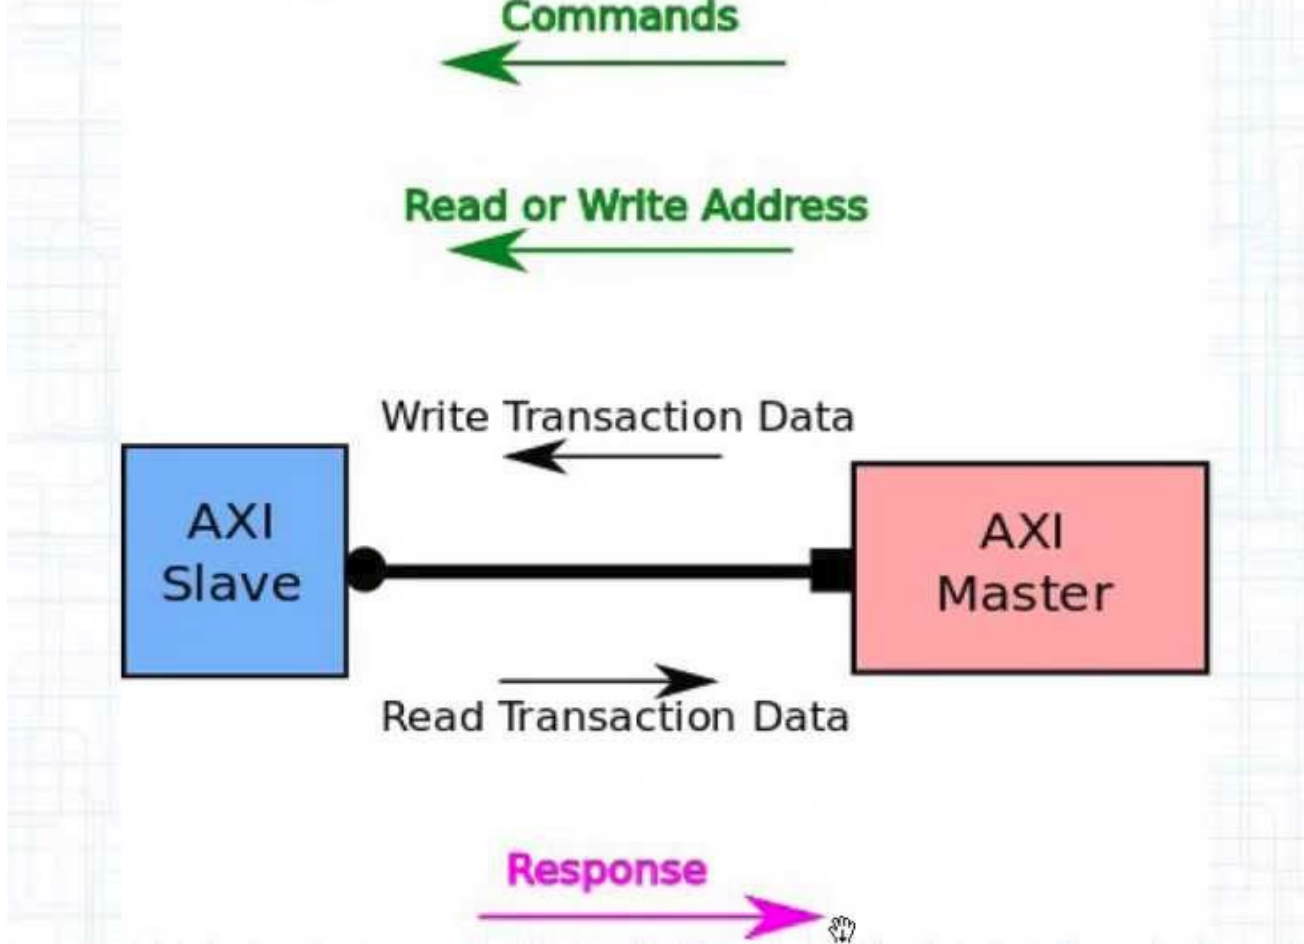 Commands
Read or Write Address
Write Transaction Data
AXI
Slave
AXI
Master
Read Transaction Data
Response